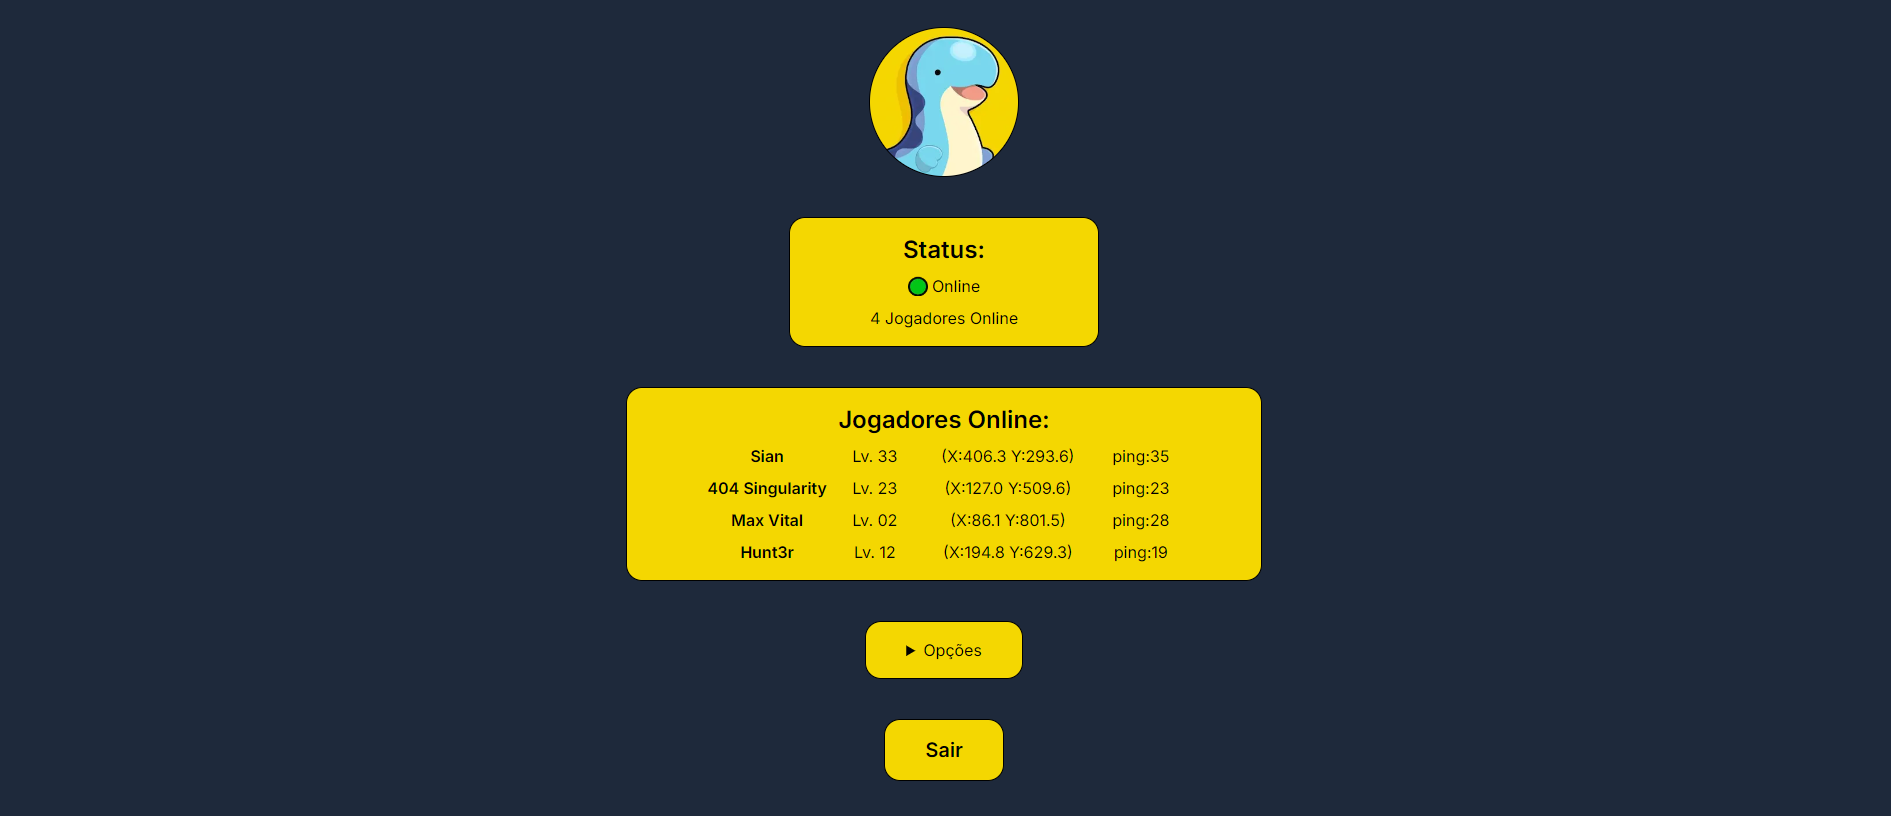 Status:
Online
4 Jogadores Online
Jogadores Online:
Sian Lv. 33 (X:406.3 Y:293.6) ping:35
404 Singularity Lv. 23 (X:127.0 Y:509.6) ping:23
Max Vital Lv. 02 (X:86.1 Y:801.5) ping:28
Hunt3r Lv. 12 (X:194.8 Y:629.3) ping:19
Opções
Sair